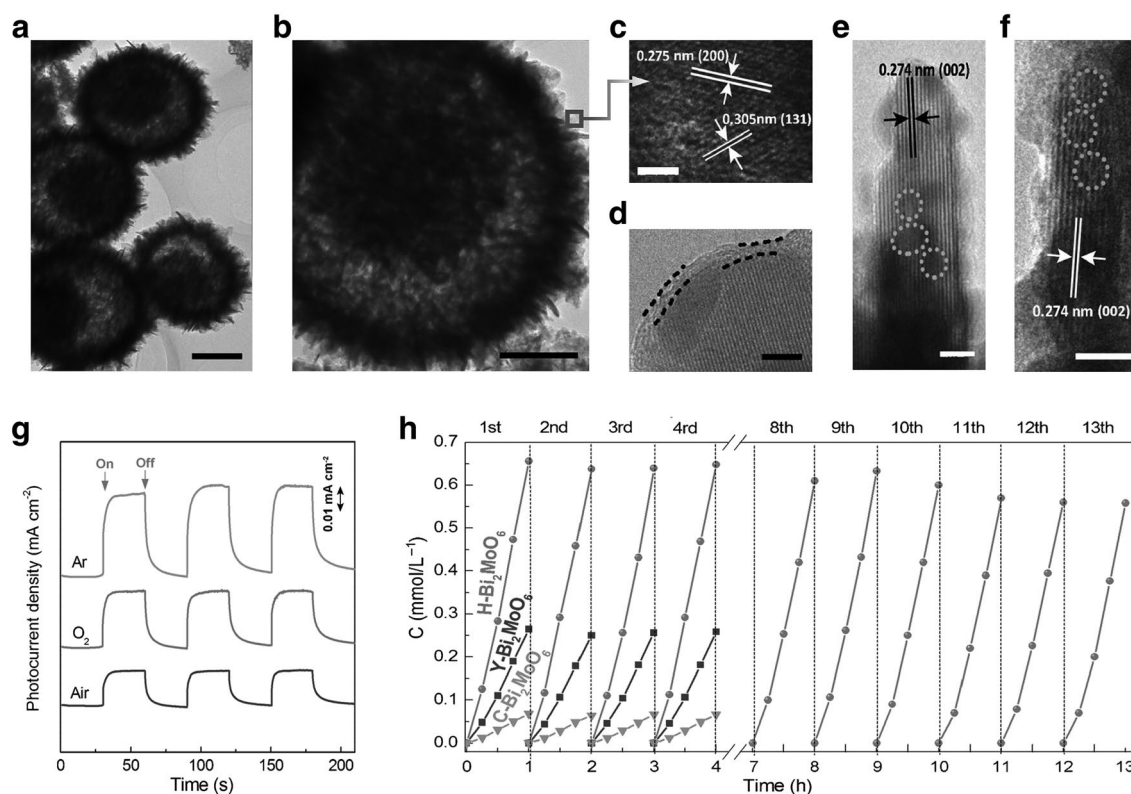 a
b
c
0.275 nm (200)
0.305nm (131)
d
e
0.274 nm (002)
f
0.274 nm (002)
g
On
Off
0.01 mA cm⁻²
Ar
O₂
Air
Photocurrent density (mA cm⁻²)
0 50 100 150 200
Time (s)
h
1st 2nd 3rd 4rd 8th 9th 10th 11th 12th 13th
0.7
0.6
0.5
0.4
0.3
0.2
0.1
0.0
C (mmol/L⁻¹)
H-Bi₂MoO₆
Y-Bi₂MoO₆
C-Bi₂MoO₆
0 1 2 3 4 7 8 9 10 11 12 13
Time (h)